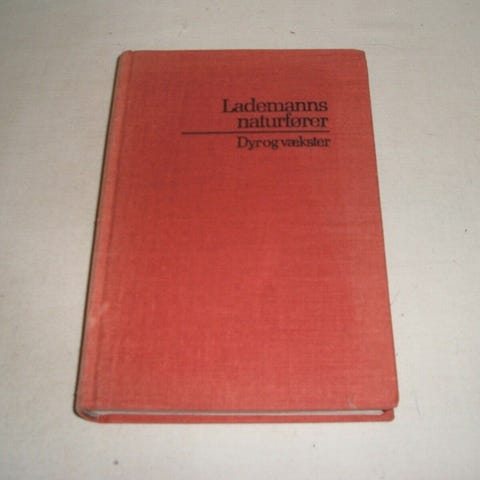 Lademanns
naturfører
Dyr og vækster